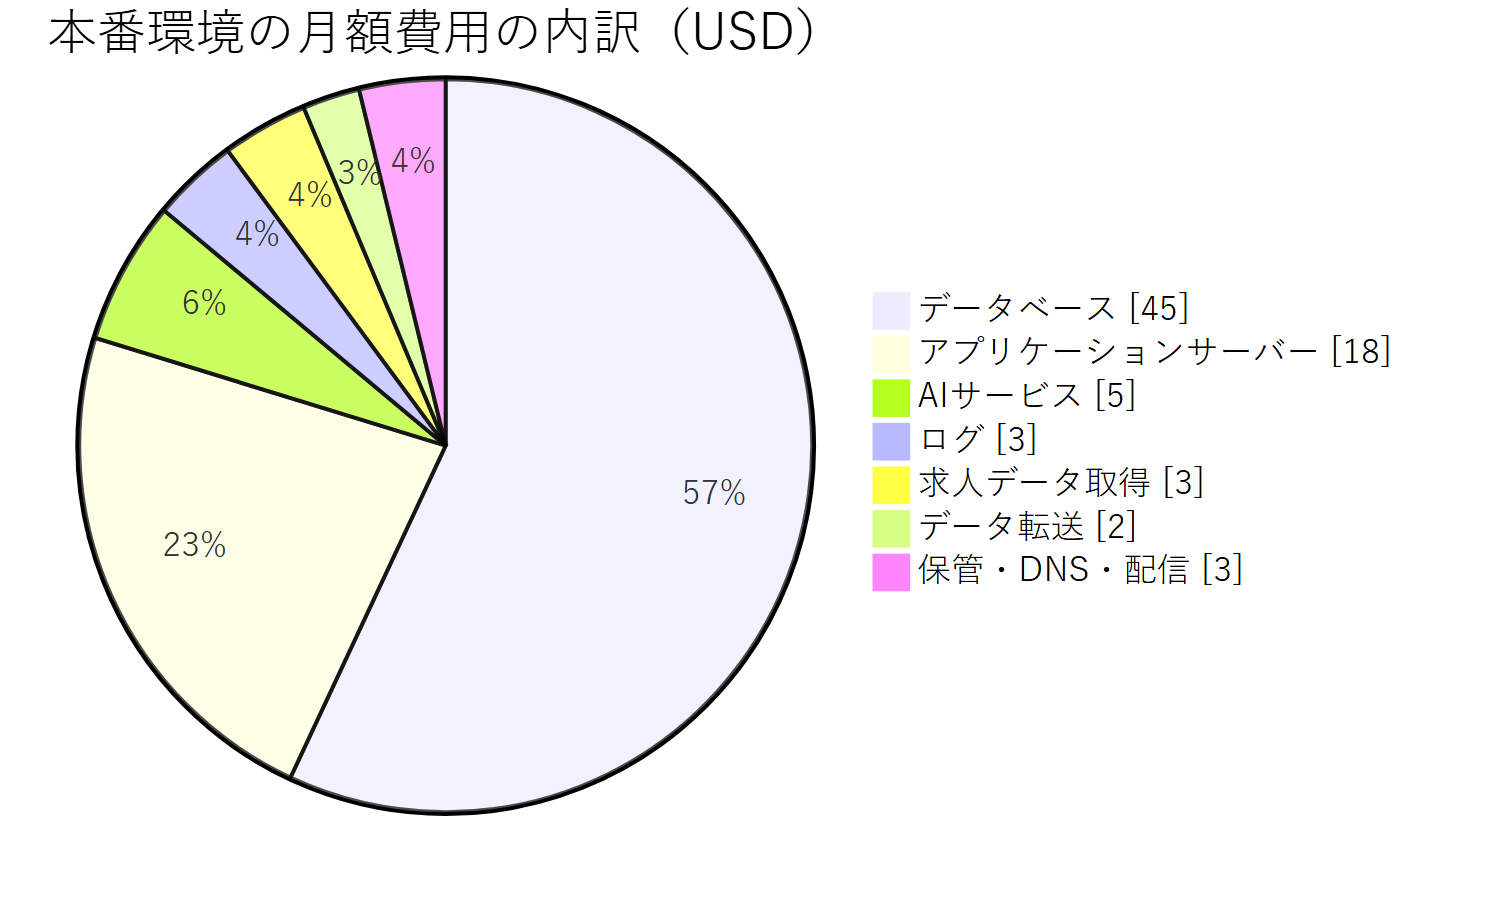 本番環境の月額費用の内訳（USD）
4%
3%
4%
4%
6%
57%
23%
データベース [45]
アプリケーションサーバー [18]
AIサービス [5]
ログ [3]
求人データ取得 [3]
データ転送 [2]
保管・DNS・配信 [3]